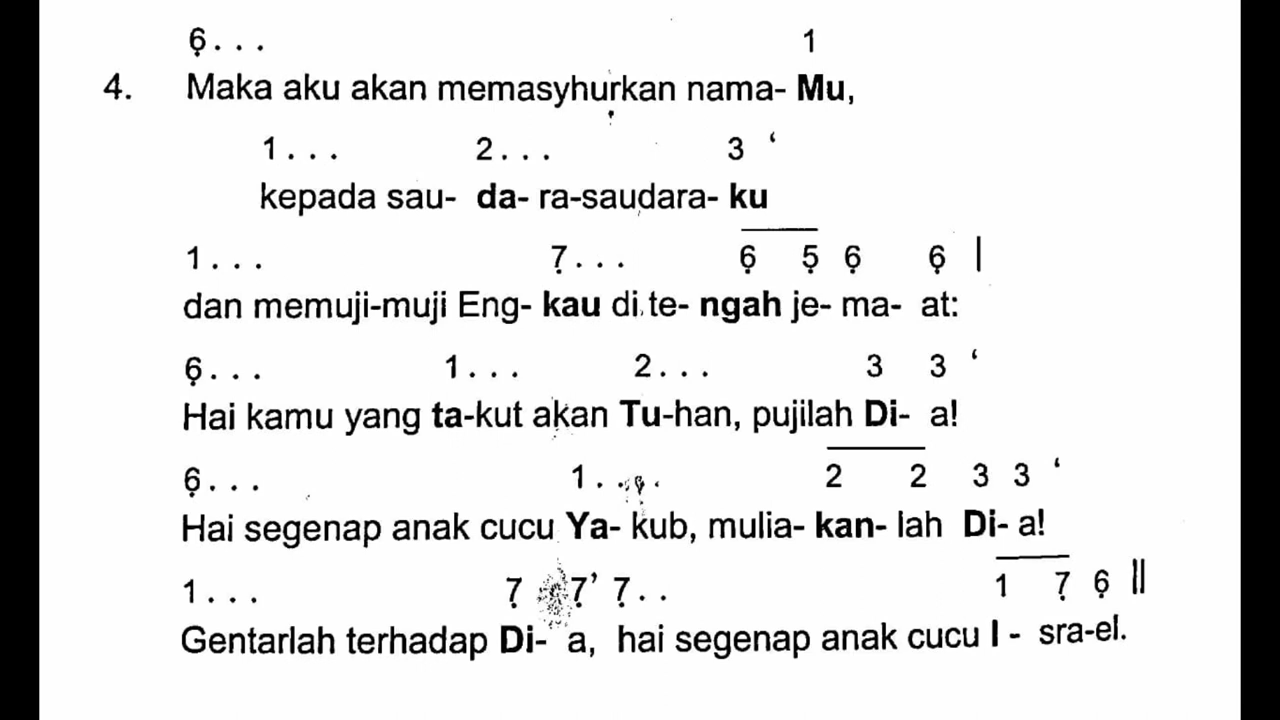 6̣ . . . 1
4. Maka aku akan memasyhurkan nama- Mu,
1 . . . 2 . . . 3 ‘
kepada sau- da- ra-saudara- ku
1 . . . 7̣ . . . 6̣ 5̣ 6̣ 6̣ |
dan memuji-muji Eng- kau di te- ngah je- ma- at:
6̣ . . . 1 . . . 2 . . . 3 3 ‘
Hai kamu yang ta-kut akan Tu-han, pujilah Di- a!
6̣ . . . 1 . . . 2 2 3 3 ‘
Hai segenap anak cucu Ya- kub, mulia- kan- lah Di- a!
1 . . . 7̣ 7̣ ’ 7̣ . . 1 7̣ 6̣ ||
Gentarlah terhadap Di- a, hai segenap anak cucu I - sra-el.